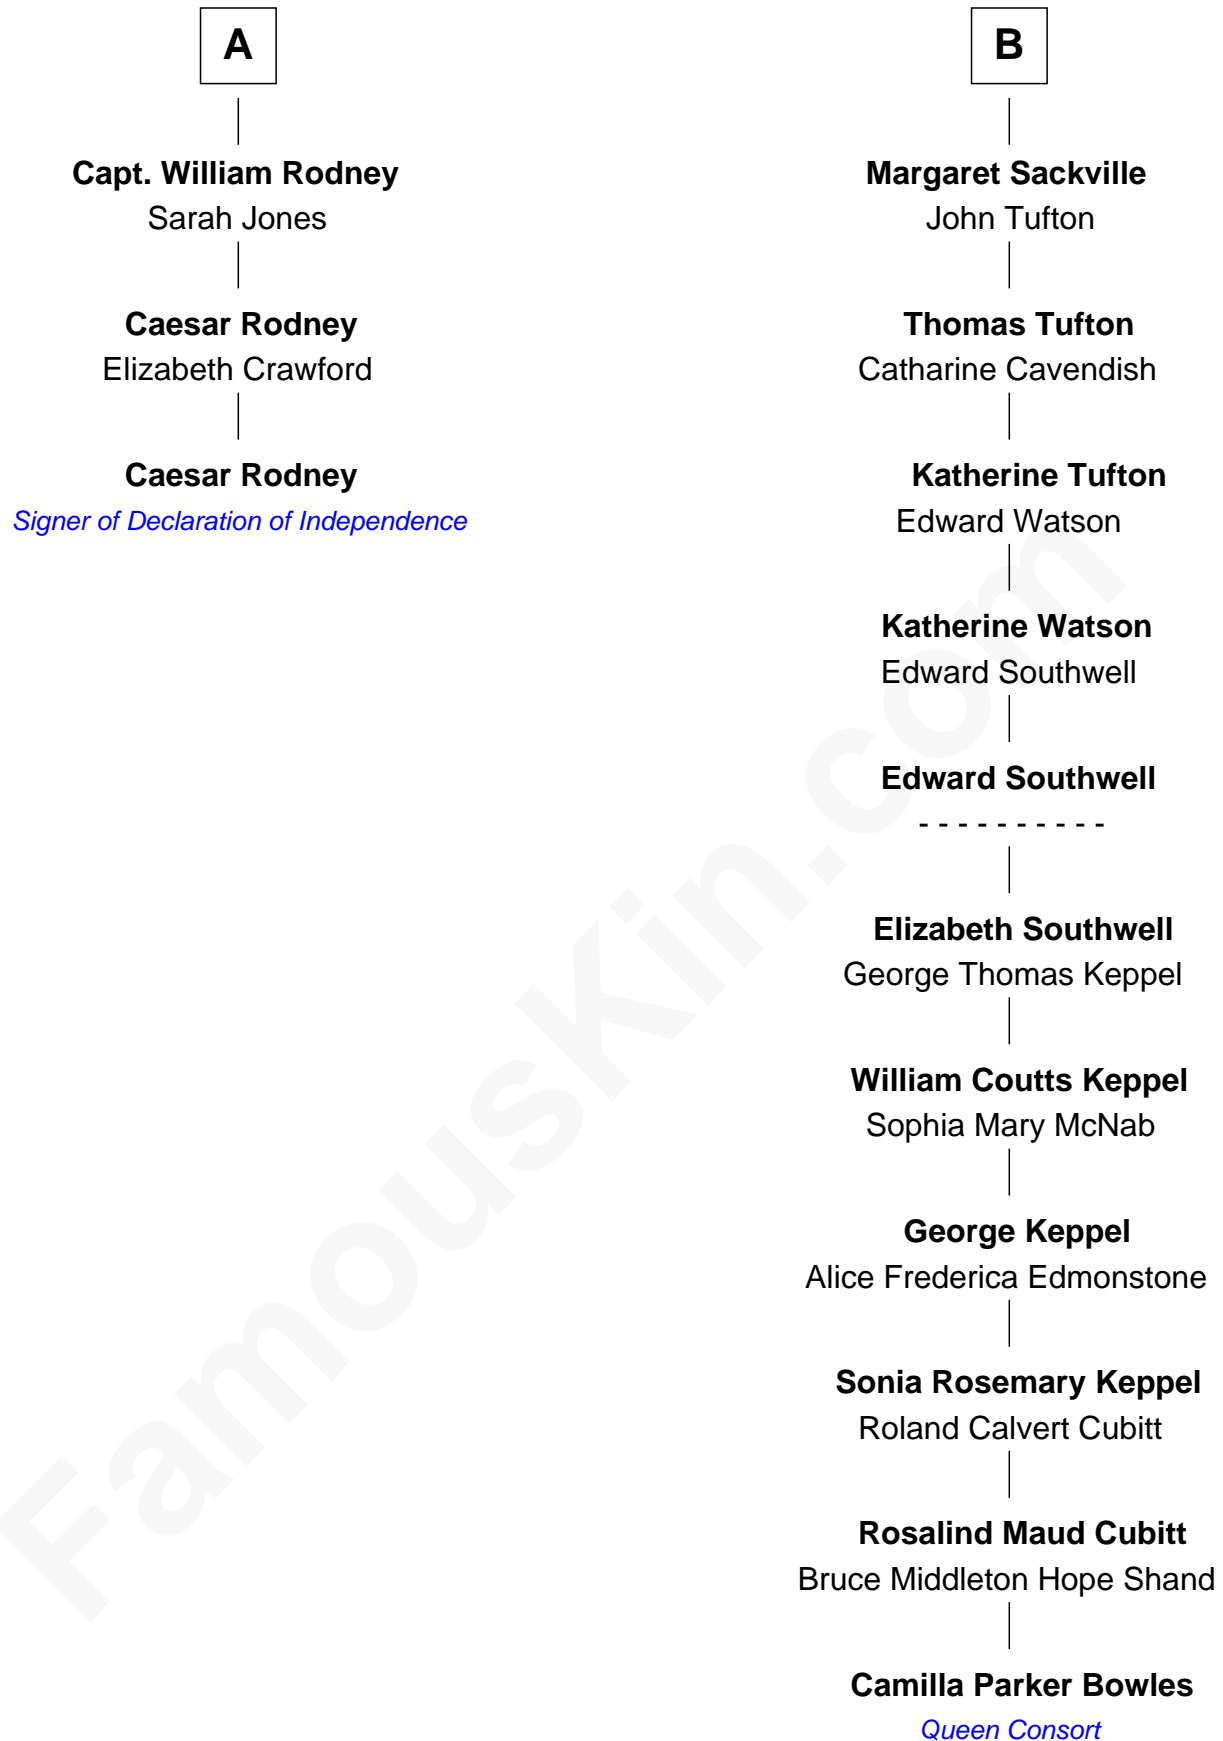 A
Capt. William Rodney
Sarah Jones
Caesar Rodney
Elizabeth Crawford
Caesar Rodney
Signer of Declaration of Independence
B
Margaret Sackville
John Tufton
Thomas Tufton
Catharine Cavendish
Katherine Tufton
Edward Watson
Katherine Watson
Edward Southwell
Edward Southwell
- - - - - - - - - -
Elizabeth Southwell
George Thomas Keppel
William Coutts Keppel
Sophia Mary McNab
George Keppel
Alice Frederica Edmonstone
Sonia Rosemary Keppel
Roland Calvert Cubitt
Rosalind Maud Cubitt
Bruce Middleton Hope Shand
Camilla Parker Bowles
Queen Consort
FamousKin.com